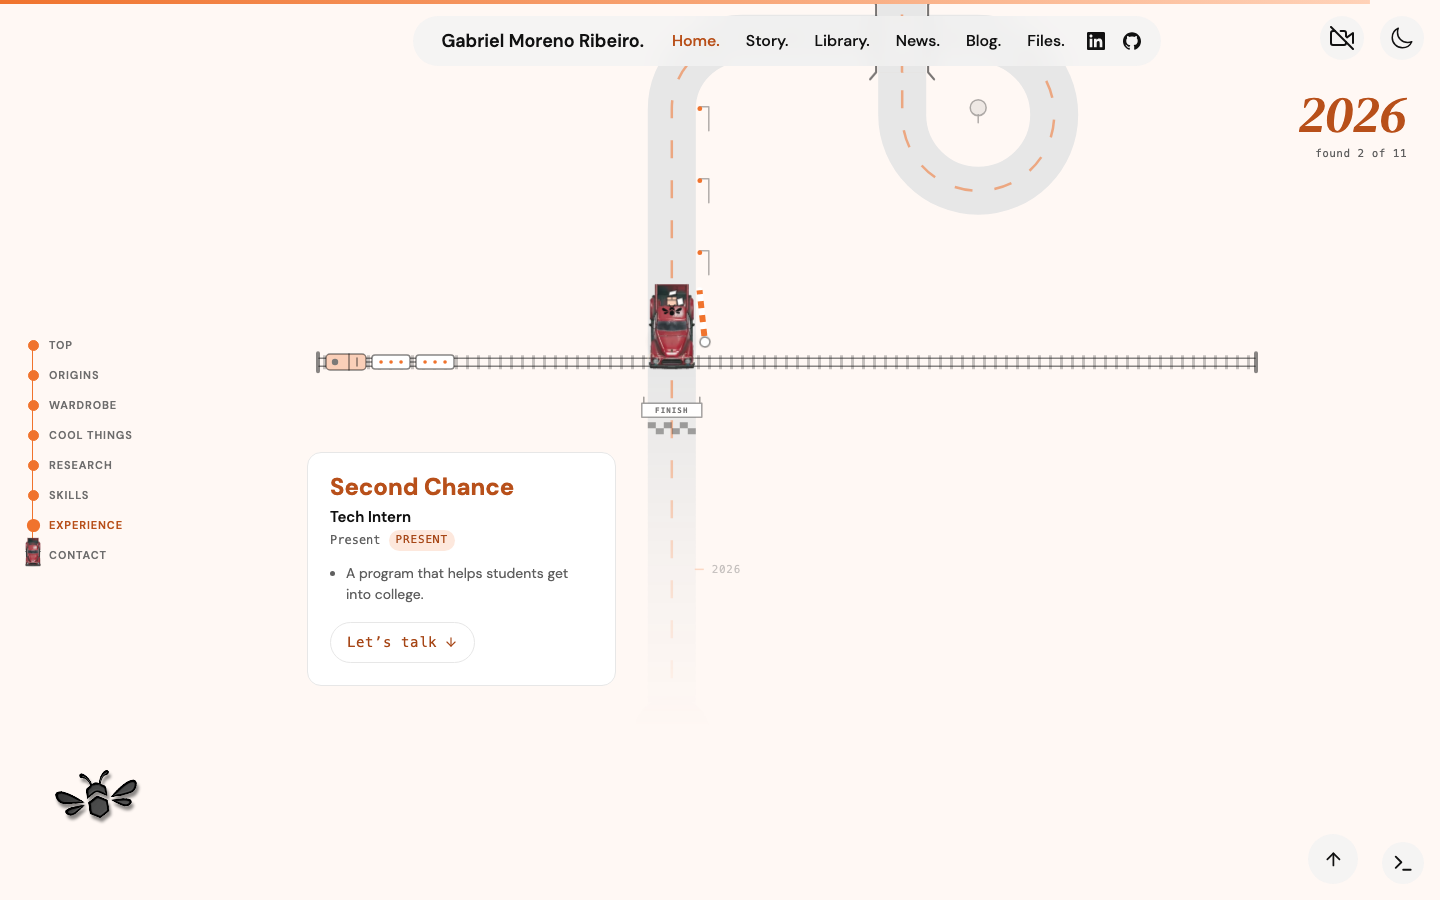 Gabriel Moreno Ribeiro. Home. Story. Library. News. Blog. Files.
2026
found 2 of 11
TOP
ORIGINS
WARDROBE
COOL THINGS
RESEARCH
SKILLS
EXPERIENCE
CONTACT
FINISH
Second Chance
Tech Intern
Present PRESENT
• A program that helps students get
into college.
Let’s talk ↓
2026